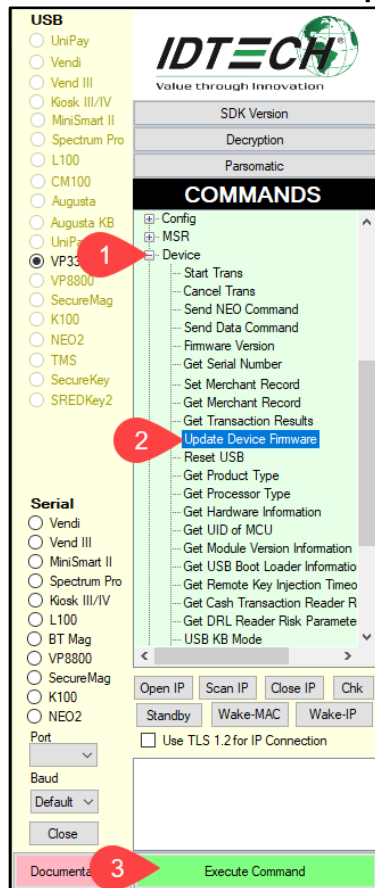 USB
UniPay
Vendi
Vend III
Kiosk III/IV
MiniSmart II
Spectrum Pro
L100
CM100
Augusta
Augusta KB
UniPa
VP33
VP8800
SecureMag
K100
NEO2
TMS
SecureKey
SREDKey2
Serial
Vendi
Vend III
MiniSmart II
Spectrum Pro
Kiosk III/IV
L100
BT Mag
VP8800
SecureMag
K100
NEO2
Port
Baud
Default
Close
Documenta
IDTECH®
Value through Innovation
SDK Version
Decryption
Parsomatic
COMMANDS
Config
MSR
1
Device
Start Trans
Cancel Trans
Send NEO Command
Send Data Command
Firmware Version
Get Serial Number
Set Merchant Record
Get Merchant Record
Get Transaction Results
2
Update Device Firmware
Reset USB
Get Product Type
Get Processor Type
Get Hardware Information
Get UID of MCU
Get Module Version Information
Get USB Boot Loader Informatio
Get Remote Key Injection Timeo
Get Cash Transaction Reader R
Get DRL Reader Risk Paramete
USB KB Mode
Open IP Scan IP Close IP Chk
Standby Wake-MAC Wake-IP
Use TLS 1.2 for IP Connection
3
Execute Command